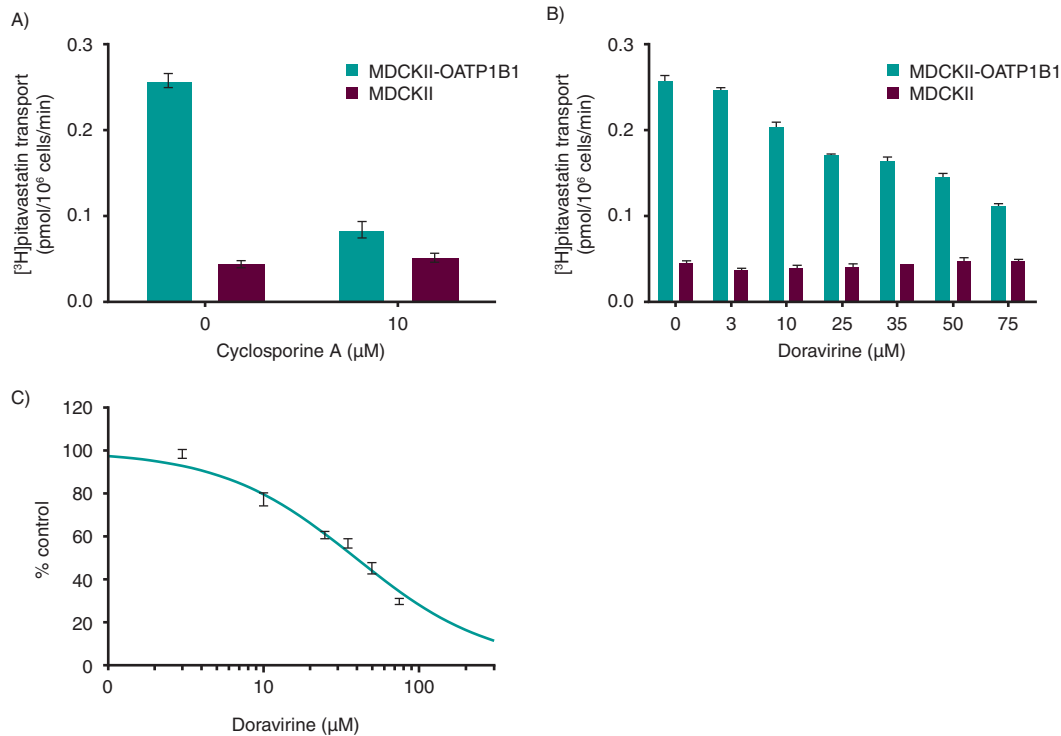 A)
[³H]pitavastatin transport
(pmol/10⁶ cells/min)
0.3
0.2
0.1
0.0
MDCKII-OATP1B1
MDCKII
0
10
Cyclosporine A (μM)
B)
[³H]pitavastatin transport
(pmol/10⁶ cells/min)
0.3
0.2
0.1
0.0
MDCKII-OATP1B1
MDCKII
0 3 10 25 35 50 75
Doravirine (μM)
C)
% control
120
100
80
60
40
20
0
0 10 100
Doravirine (μM)